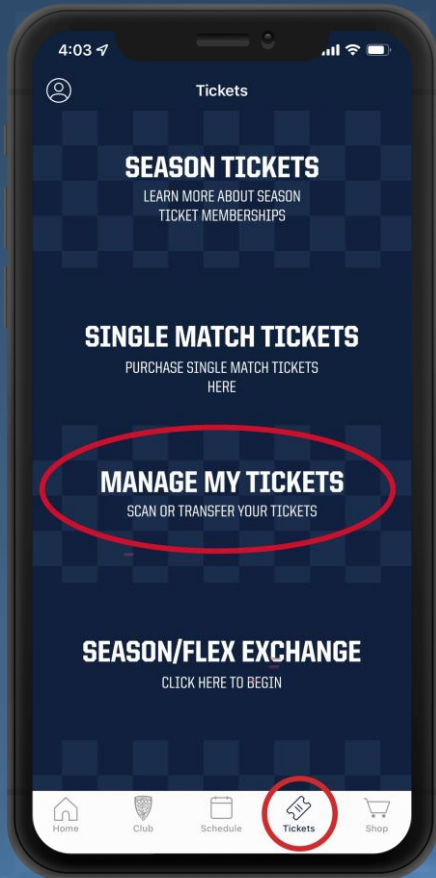 4:03
Tickets
SEASON TICKETS
LEARN MORE ABOUT SEASON
TICKET MEMBERSHIPS
SINGLE MATCH TICKETS
PURCHASE SINGLE MATCH TICKETS
HERE
MANAGE MY TICKETS
SCAN OR TRANSFER YOUR TICKETS
SEASON/FLEX EXCHANGE
CLICK HERE TO BEGIN
Home Club Schedule Tickets Shop